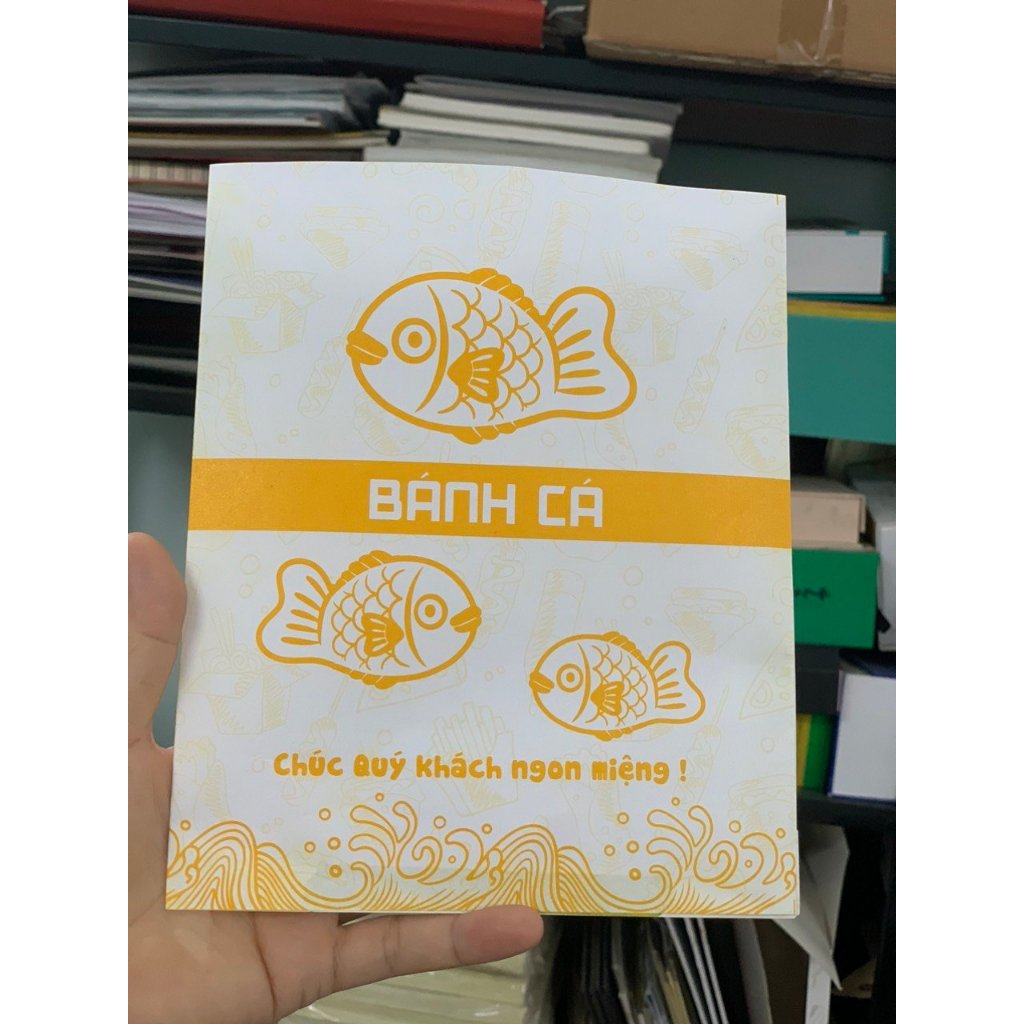 BÁNH CÁ
Chúc Quý khách ngon miệng !